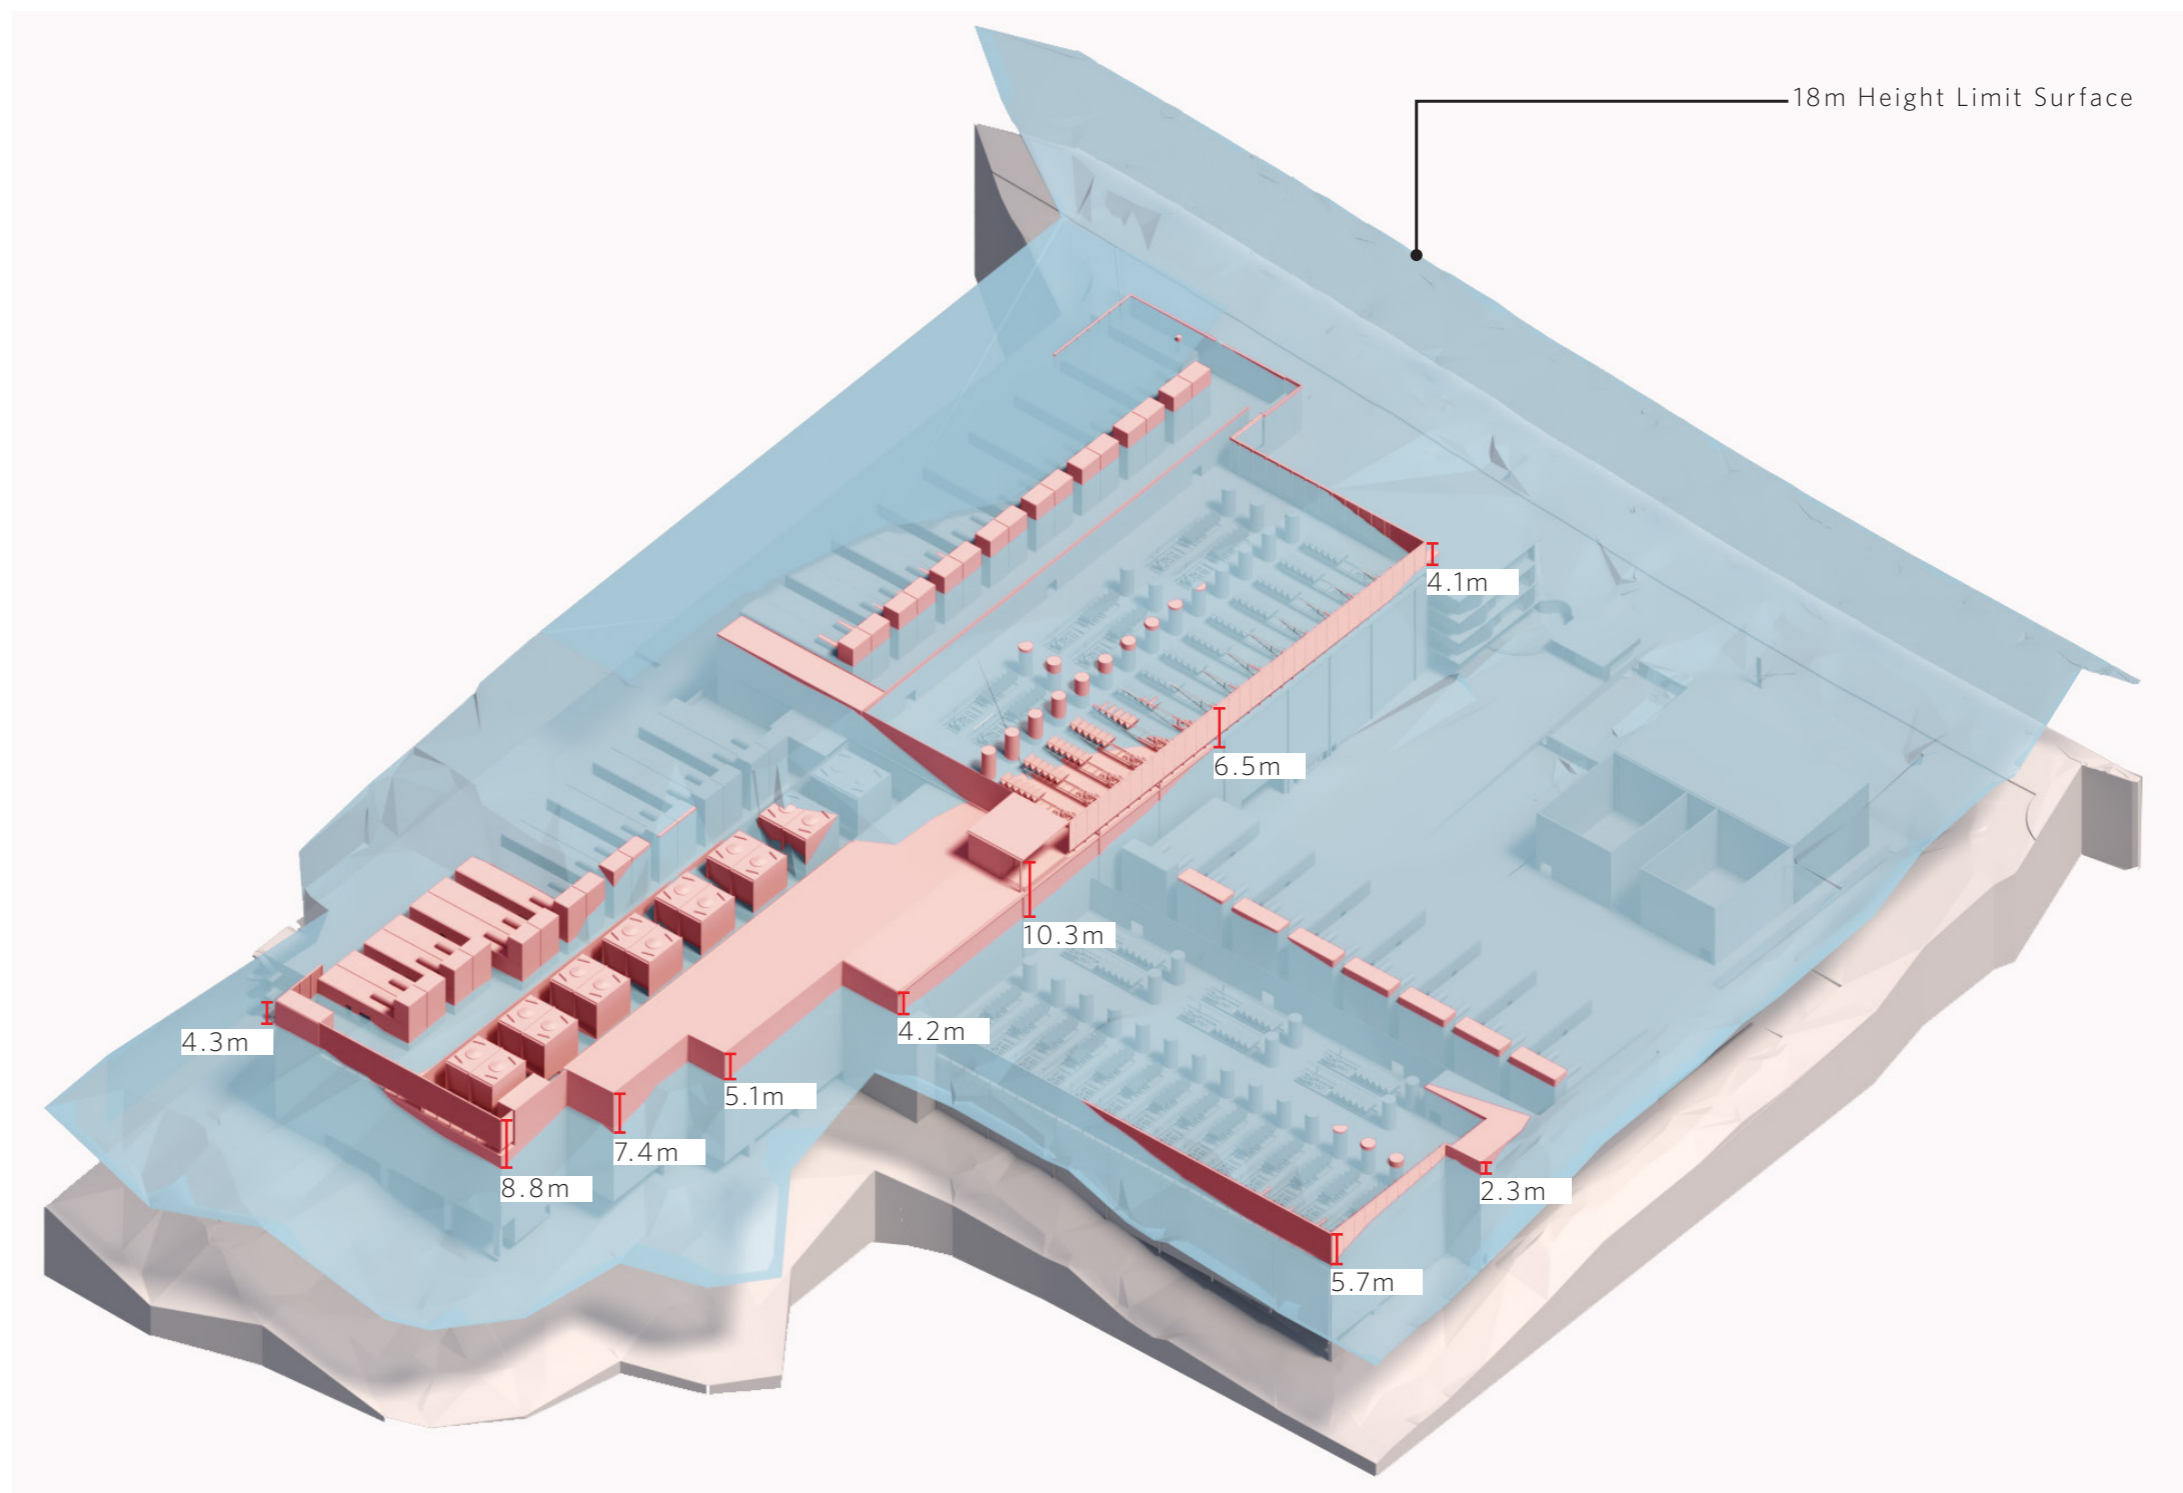 18m Height Limit Surface
4.1m
6.5m
10.3m
4.2m
4.3m
5.1m
7.4m
8.8m
2.3m
5.7m